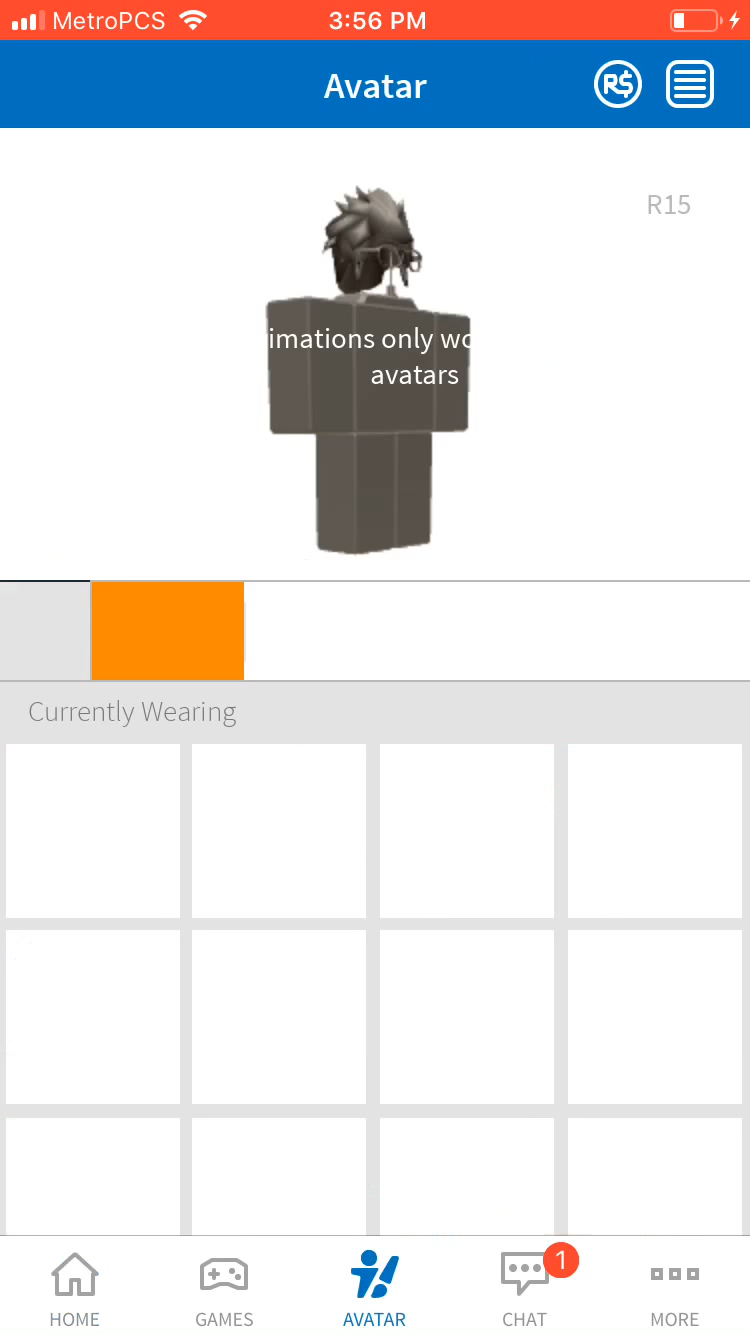 MetroPCS 3:56 PM
Avatar R$
R15
imations only wo
avatars
Currently Wearing
1
HOME GAMES AVATAR CHAT MORE